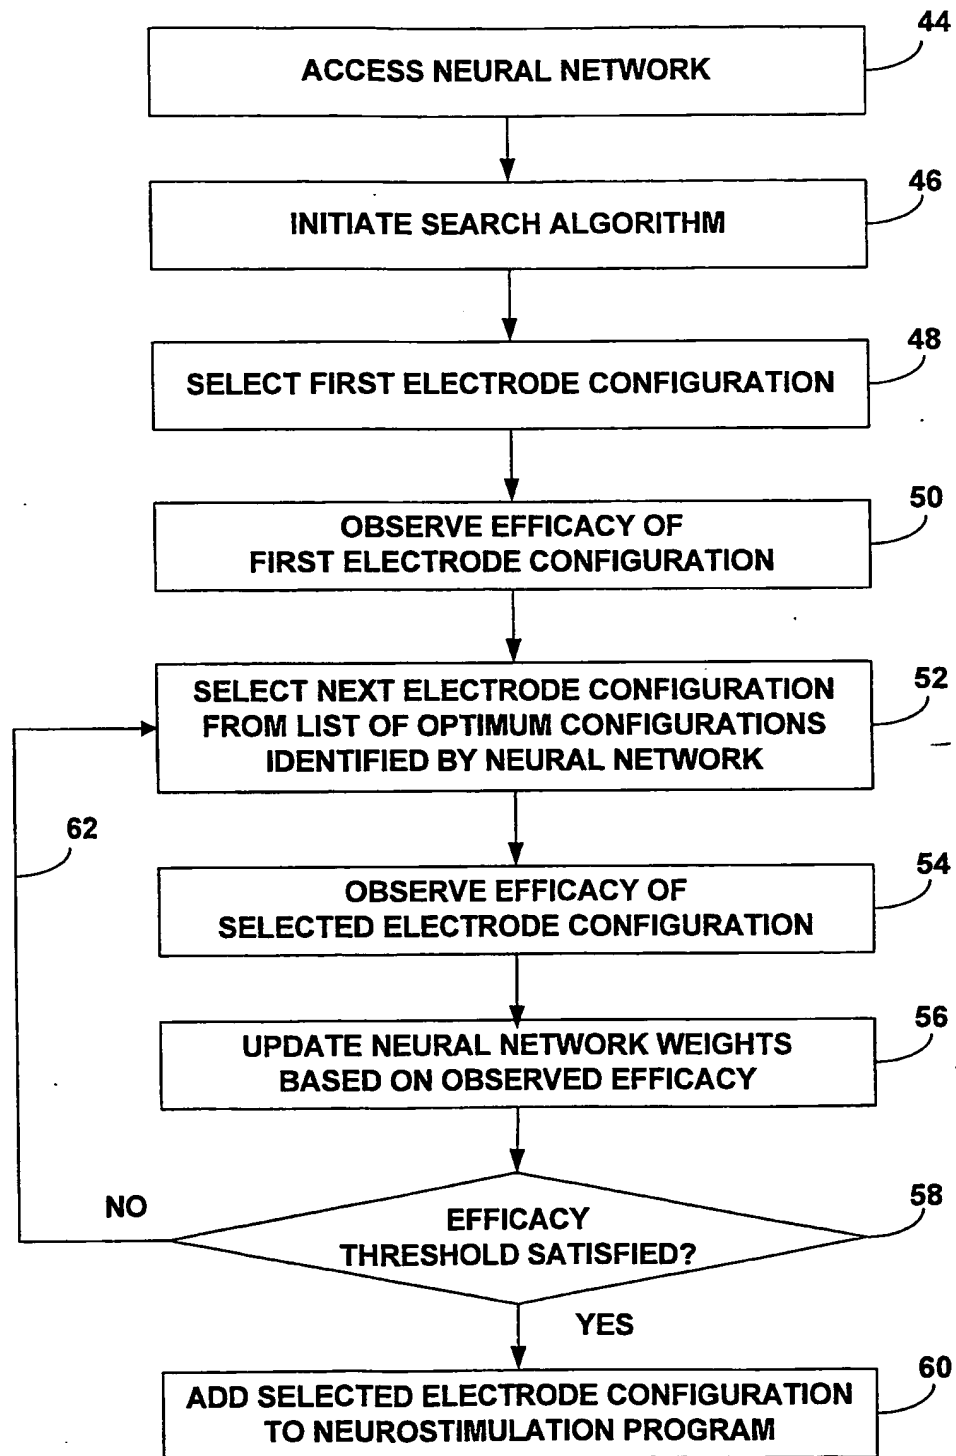 44
ACCESS NEURAL NETWORK
46
INITIATE SEARCH ALGORITHM
48
SELECT FIRST ELECTRODE CONFIGURATION
50
OBSERVE EFFICACY OF
FIRST ELECTRODE CONFIGURATION
52
SELECT NEXT ELECTRODE CONFIGURATION
FROM LIST OF OPTIMUM CONFIGURATIONS
IDENTIFIED BY NEURAL NETWORK
62
54
OBSERVE EFFICACY OF
SELECTED ELECTRODE CONFIGURATION
56
UPDATE NEURAL NETWORK WEIGHTS
BASED ON OBSERVED EFFICACY
58
NO
EFFICACY
THRESHOLD SATISFIED?
YES
60
ADD SELECTED ELECTRODE CONFIGURATION
TO NEUROSTIMULATION PROGRAM